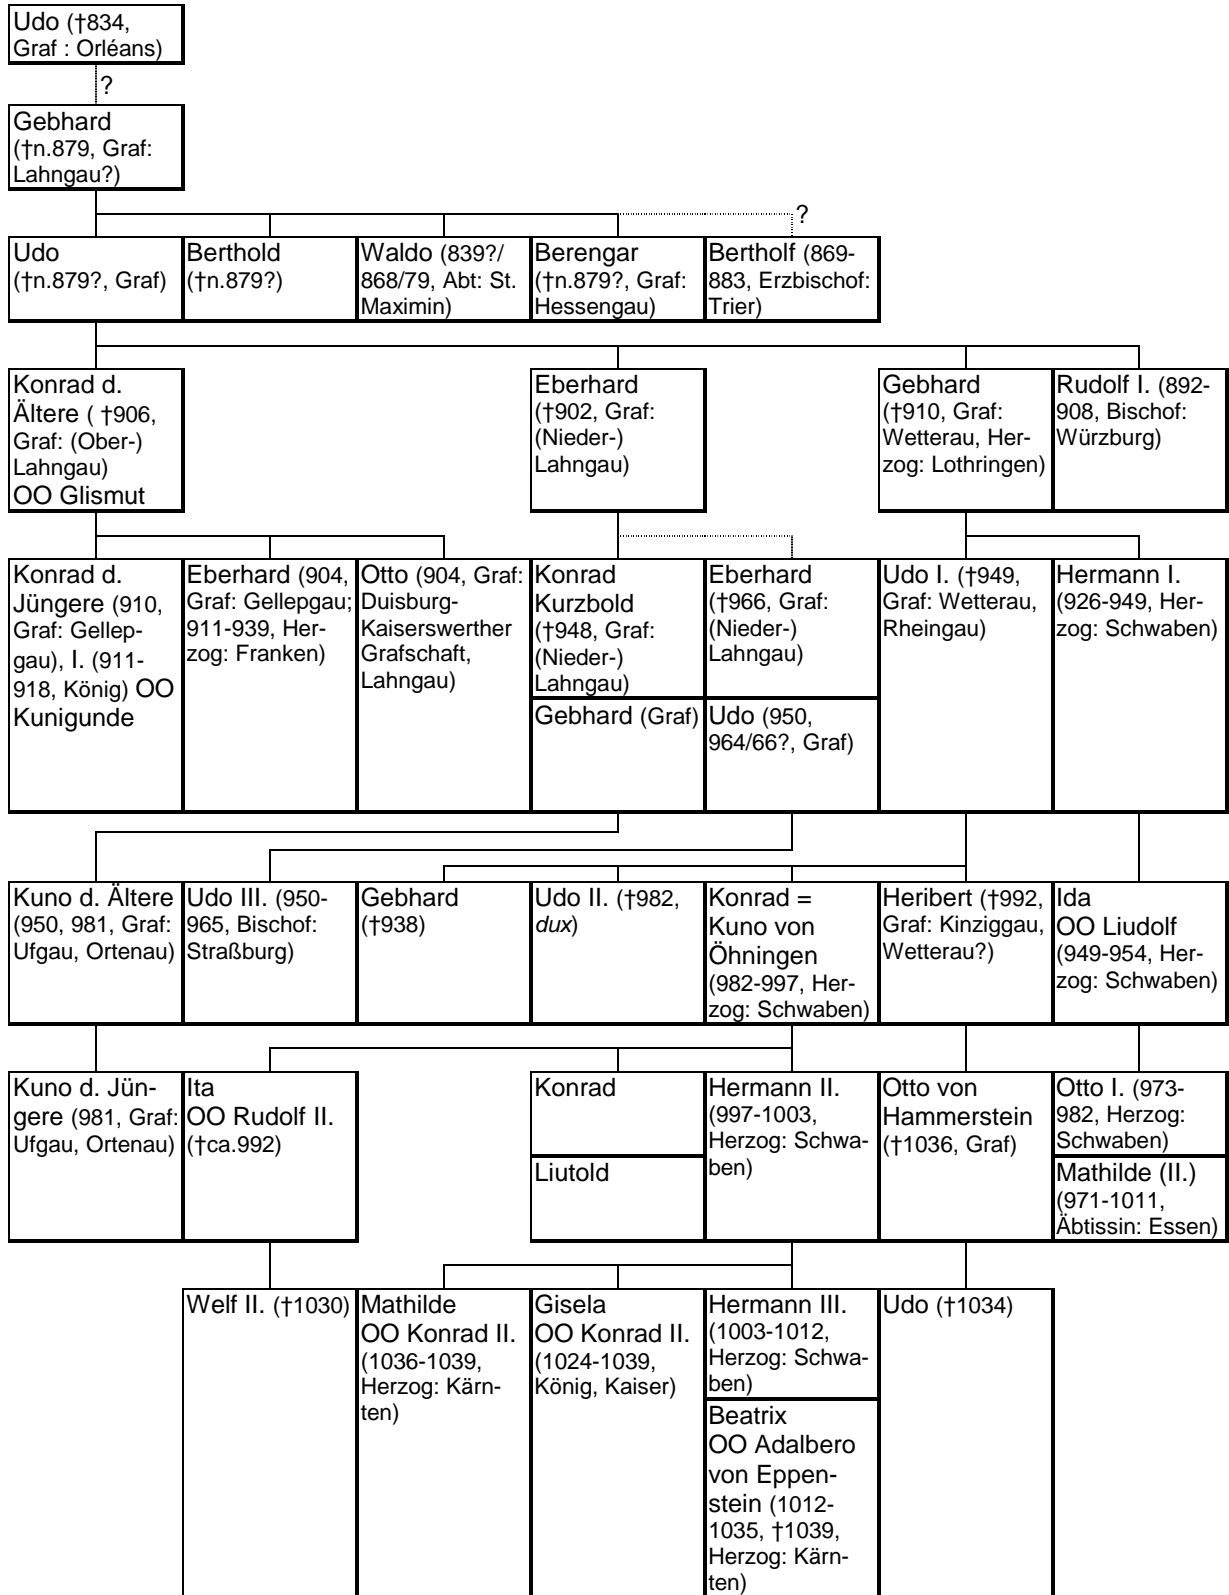 Udo (†834,
Graf : Orléans)
?
Gebhard
(†n.879, Graf:
Lahngau?)
?
Udo
(†n.879?, Graf)
Berthold
(†n.879?)
Waldo (839?/
868/79, Abt: St.
Maximin)
Berengar
(†n.879?, Graf:
Hessengau)
Bertholf (869-
883, Erzbischof:
Trier)
Konrad d.
Ältere ( †906,
Graf: (Ober-)
Lahngau)
OO Glismut
Eberhard
(†902, Graf:
(Nieder-)
Lahngau)
Gebhard
(†910, Graf:
Wetterau, Her-
zog: Lothringen)
Rudolf I. (892-
908, Bischof:
Würzburg)
Konrad d.
Jüngere (910,
Graf: Gellep-
gau), I. (911-
918, König) OO
Kunigunde
Eberhard (904,
Graf: Gellepgau;
911-939, Her-
zog: Franken)
Otto (904, Graf:
Duisburg-
Kaiserswerther
Grafschaft,
Lahngau)
Konrad
Kurzbold
(†948, Graf:
(Nieder-)
Lahngau)
Gebhard (Graf)
Eberhard
(†966, Graf:
(Nieder-)
Lahngau)
Udo (950,
964/66?, Graf)
Udo I. (†949,
Graf: Wetterau,
Rheingau)
Hermann I.
(926-949, Her-
zog: Schwaben)
Kuno d. Ältere
(950, 981, Graf:
Ufgau, Ortenau)
Udo III. (950-
965, Bischof:
Straßburg)
Gebhard
(†938)
Udo II. (†982,
dux)
Konrad =
Kuno von
Öhningen
(982-997, Her-
zog: Schwaben)
Heribert (†992,
Graf: Kinziggau,
Wetterau?)
Ida
OO Liudolf
(949-954, Her-
zog: Schwaben)
Kuno d. Jün-
gere (981, Graf:
Ufgau, Ortenau)
Ita
OO Rudolf II.
(†ca.992)
Konrad
Liutold
Hermann II.
(997-1003,
Herzog: Schwa-
ben)
Otto von
Hammerstein
(†1036, Graf)
Otto I. (973-
982, Herzog:
Schwaben)
Mathilde (II.)
(971-1011,
Äbtissin: Essen)
Welf II. (†1030)
Mathilde
OO Konrad II.
(1036-1039,
Herzog: Kärn-
ten)
Gisela
OO Konrad II.
(1024-1039,
König, Kaiser)
Hermann III.
(1003-1012,
Herzog: Schwa-
ben)
Beatrix
OO Adalbero
von Eppen-
stein (1012-
1035, †1039,
Herzog: Kärn-
ten)
Udo (†1034)